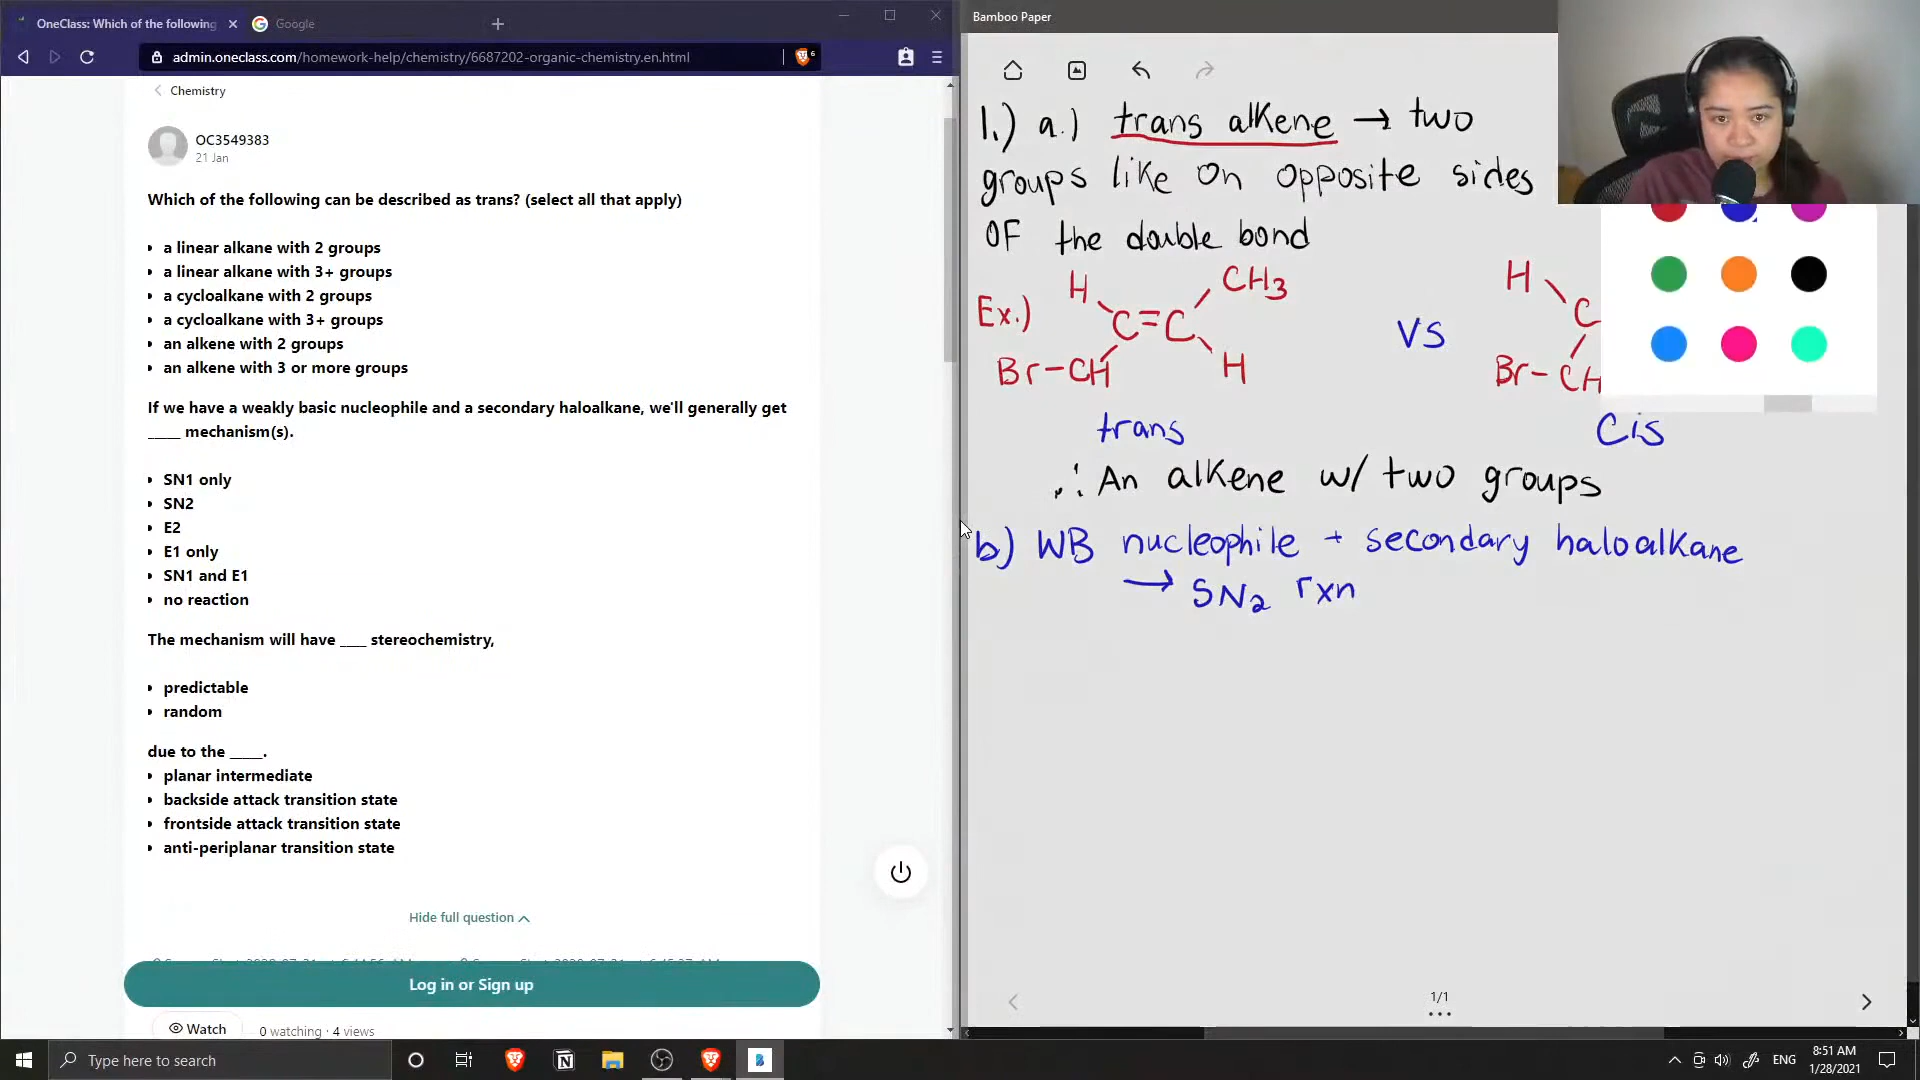 OneClass: Which of the following
Google
admin.oneclass.com/homework-help/chemistry/6687202-organic-chemistry.en.html
6
Chemistry
OC3549383
21 Jan
Which of the following can be described as trans? (select all that apply)
a linear alkane with 2 groups
a linear alkane with 3+ groups
a cycloalkane with 2 groups
a cycloalkane with 3+ groups
an alkene with 2 groups
an alkene with 3 or more groups
If we have a weakly basic nucleophile and a secondary haloalkane, we'll generally get
_____ mechanism(s).
SN1 only
SN2
E2
E1 only
SN1 and E1
no reaction
The mechanism will have ____ stereochemistry,
predictable
random
due to the _____.
planar intermediate
backside attack transition state
frontside attack transition state
anti-periplanar transition state
Hide full question
Log in or Sign up
Watch
0 watching · 4 views
Bamboo Paper
1.) a.) trans alkene → two
groups like on opposite sides
OF the double bond
Ex.)
H CH3
C=C
Br-CH H
trans
VS
H
C
Br- CH
Cis
∴ An alkene w/ two groups
b) WB nucleophile + secondary haloalkane
→ SN2 rxn
1/1
Type here to search
ENG
8:51 AM
1/28/2021